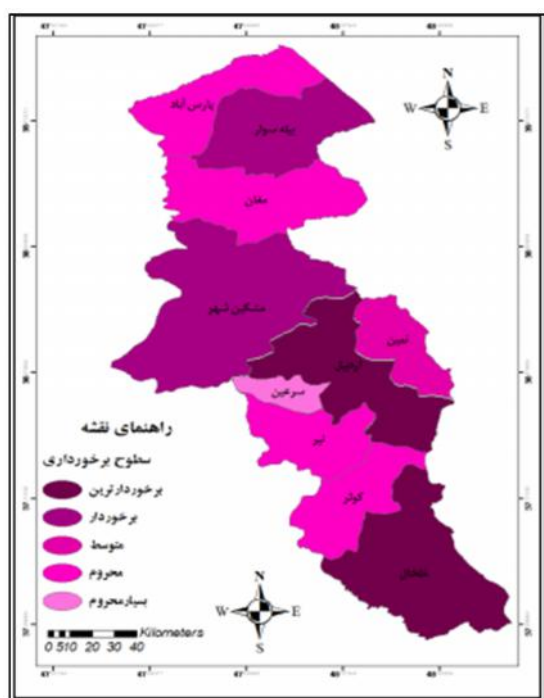 N
W E
S
پارس آباد
بیله سوار
مغان
مشگین شهر
نمین
اردبیل
سرعین
نیر
کوثر
خلخال
راهنمای نقشه
سطوح برخورداری
برخوردارترین
برخوردار
متوسط
محروم
بسیارمحروم
N
W E
S
Kilometers
0 5 10 20 30 40